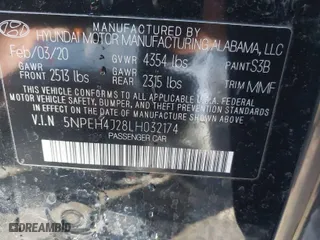 MANUFACTURED BY
HYUNDAI MOTOR MANUFACTURING ALABAMA, LLC
Feb/03/20 GVWR 4354 lbs PAINT S3B
GAWR FRONT 2513 lbs GAWR REAR 2315 lbs TRIM MMF
THIS VEHICLE CONFORMS TO ALL APPLICABLE U.S.
FEDERAL MOTOR VEHICLE SAFETY, BUMPER, AND THEFT
PREVENTION STANDARDS IN EFFECT ON THE DATE OF
MANUFACTURE SHOWN ABOVE.
V.I.N 5NPEH4J28LH032174
PASSENGER CAR
DREAMBID